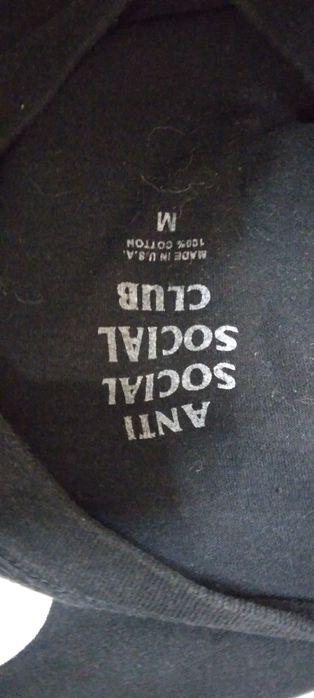 ANTI
SOCIAL
SOCIAL
CLUB
MADE IN U.S.A.
100% COTTON
M